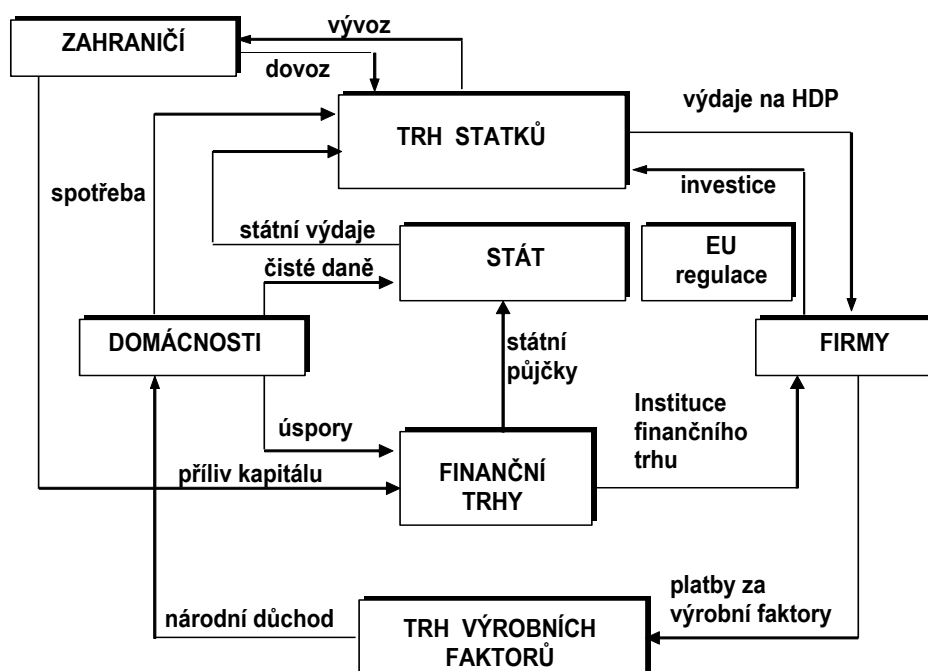 vývoz
ZAHRANIČÍ
dovoz
výdaje na HDP
TRH STATKŮ
spotřeba
investice
státní výdaje
STÁT
EU
regulace
čisté daně
DOMÁCNOSTI
státní
půjčky
FIRMY
Instituce
finančního
trhu
úspory
příliv kapitálu
FINANČNÍ
TRHY
platby za
výrobní faktory
národní důchod
TRH VÝROBNÍCH
FAKTORŮ